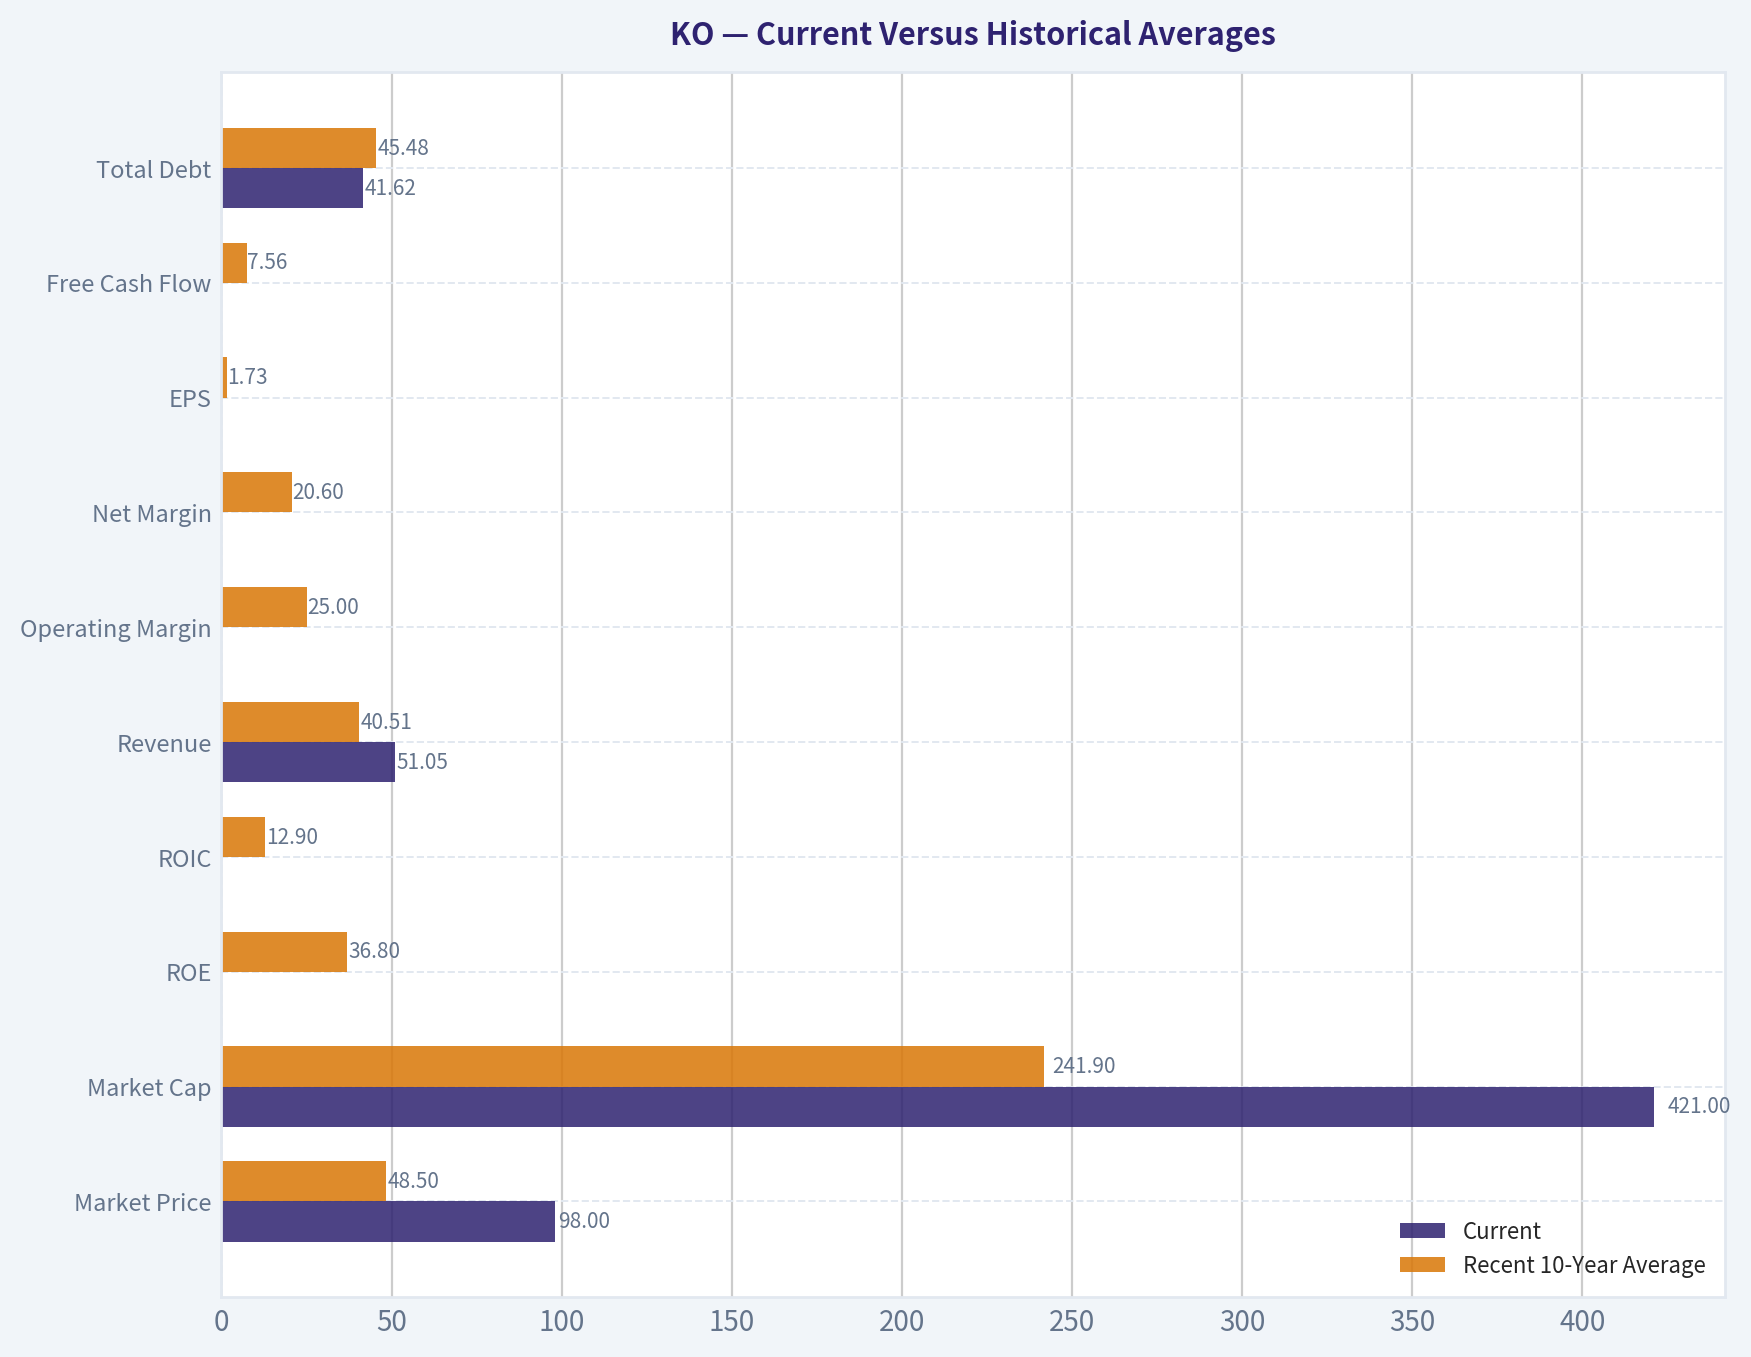 KO — Current Versus Historical Averages
Total Debt
45.48
41.62
Free Cash Flow
7.56
EPS
1.73
Net Margin
20.60
Operating Margin
25.00
Revenue
40.51
51.05
ROIC
12.90
ROE
36.80
Market Cap
241.90
421.00
Market Price
48.50
98.00
Current
Recent 10-Year Average
0 50 100 150 200 250 300 350 400